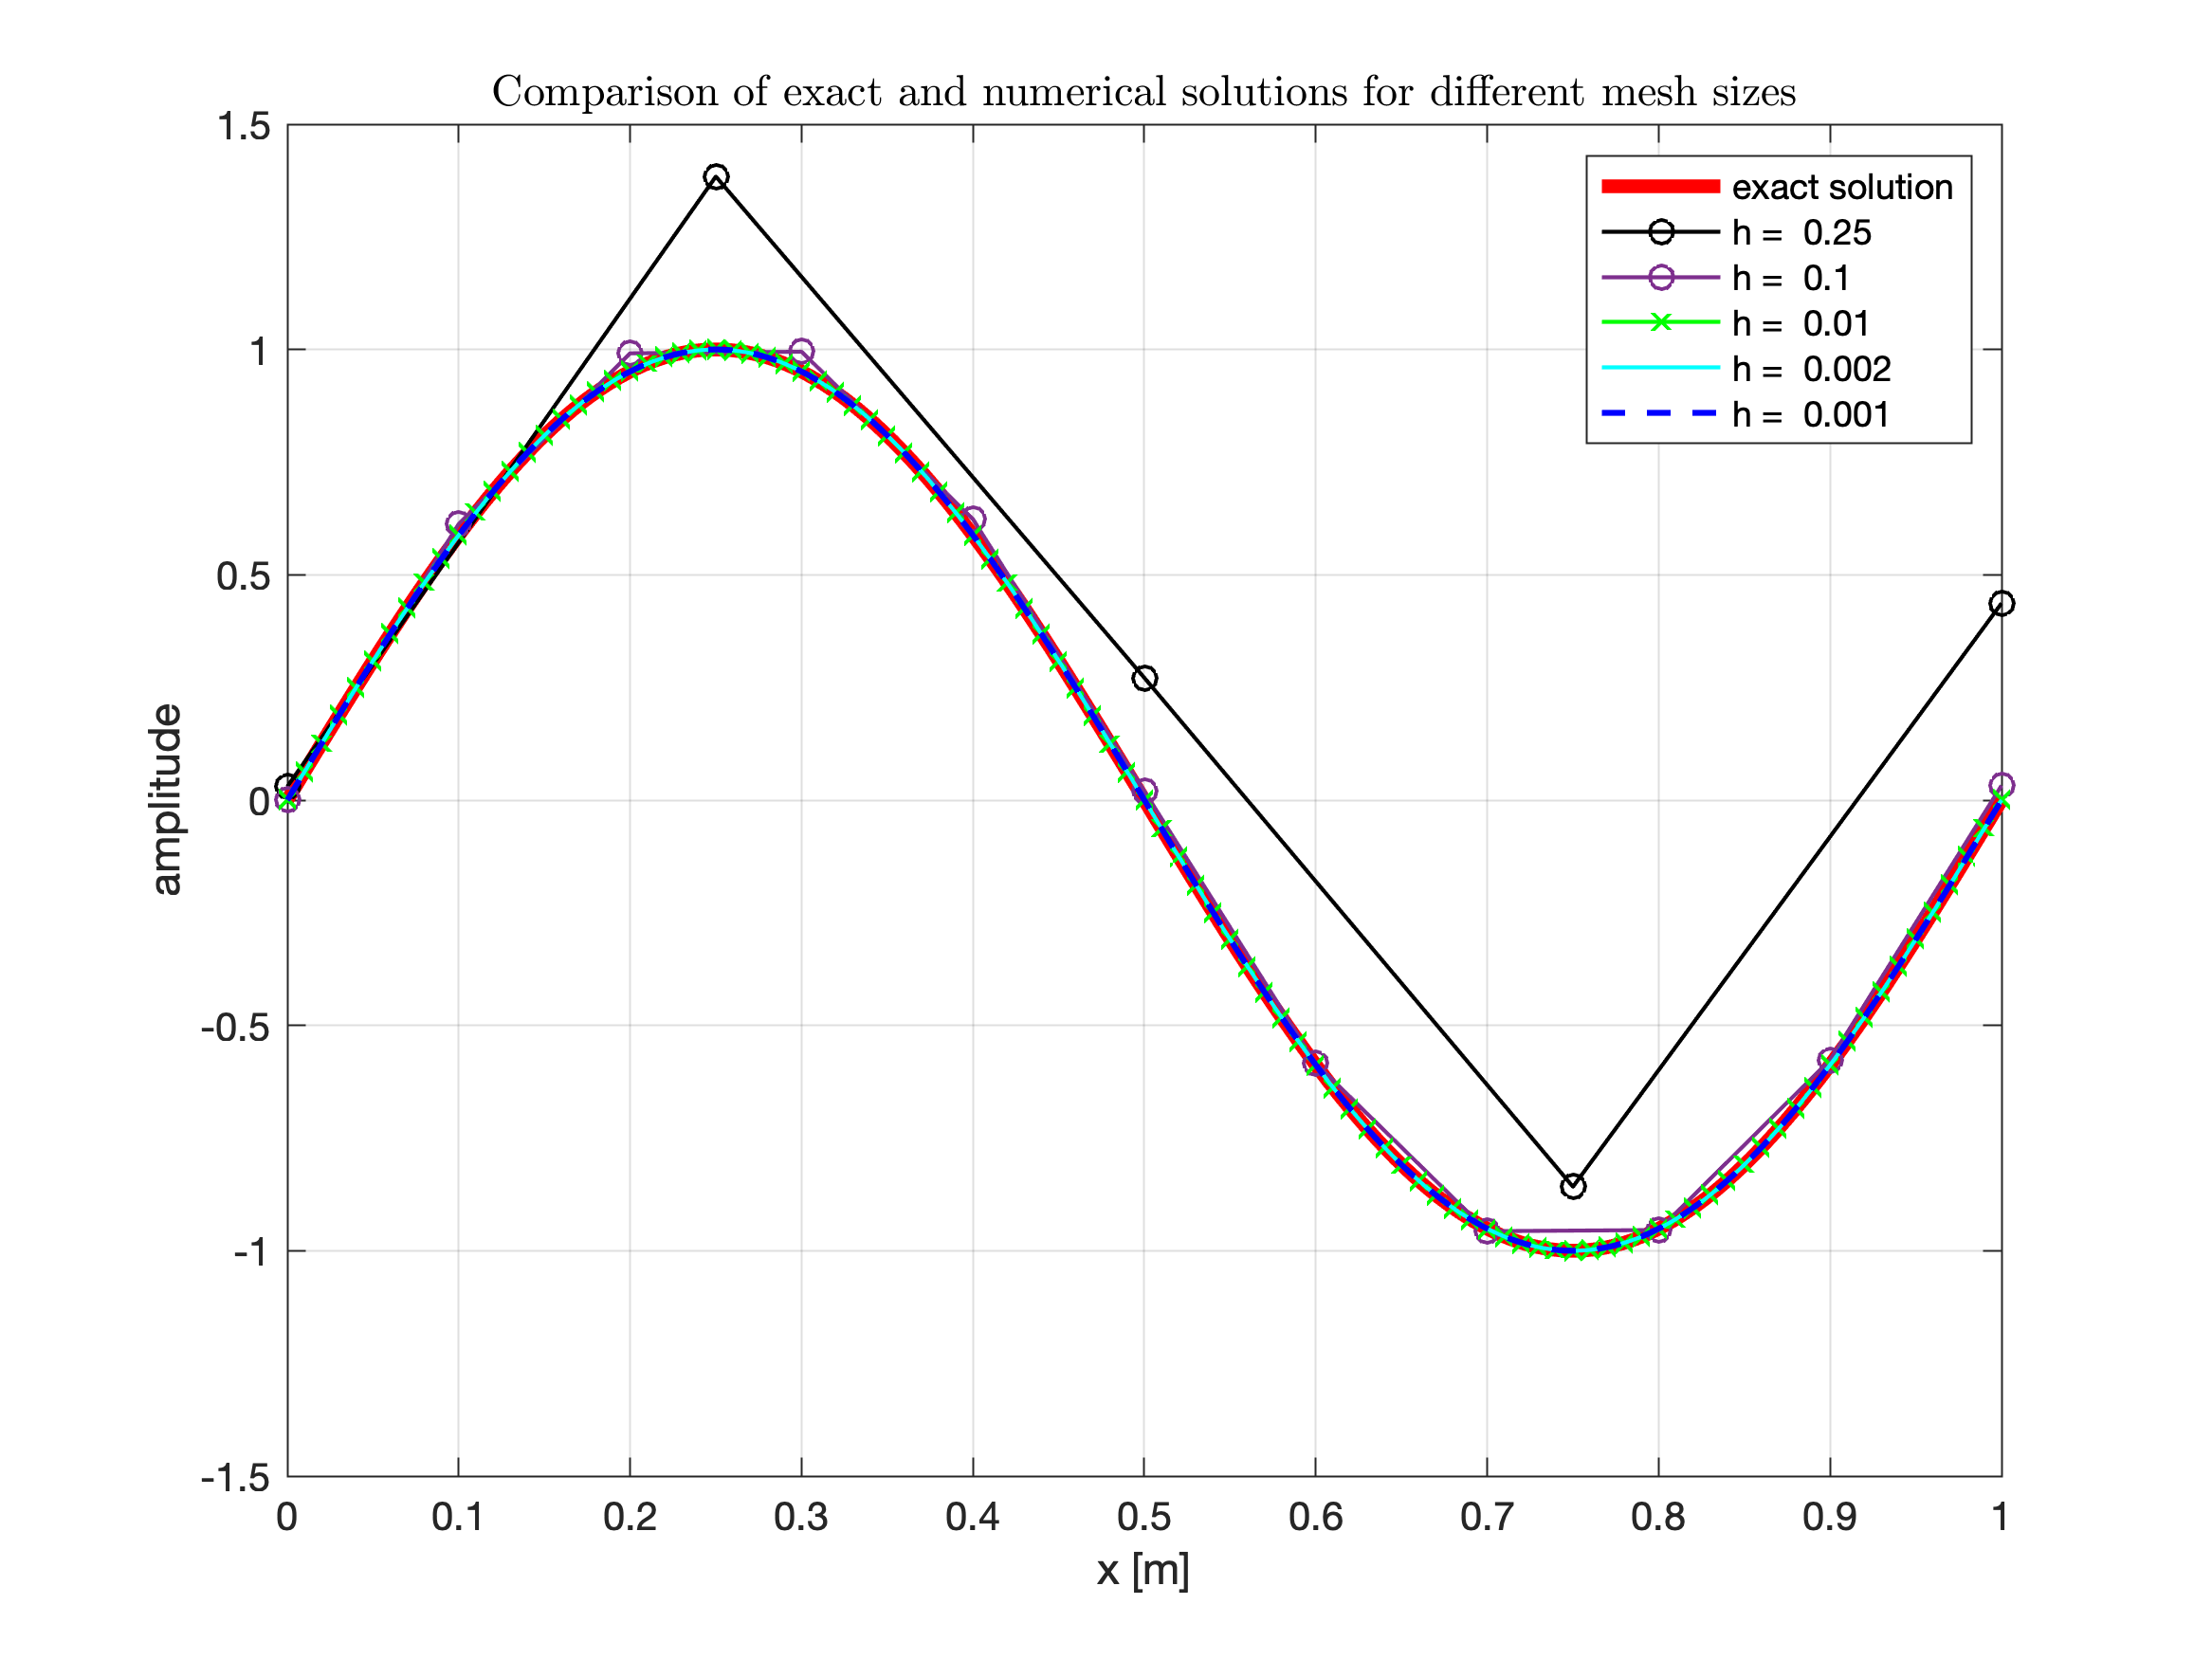 Comparison of exact and numerical solutions for different mesh sizes
1.5
1
0.5
0
-0.5
-1
-1.5
amplitude
exact solution
h = 0.25
h = 0.1
h = 0.01
h = 0.002
h = 0.001
0 0.1 0.2 0.3 0.4 0.5 0.6 0.7 0.8 0.9 1
x [m]